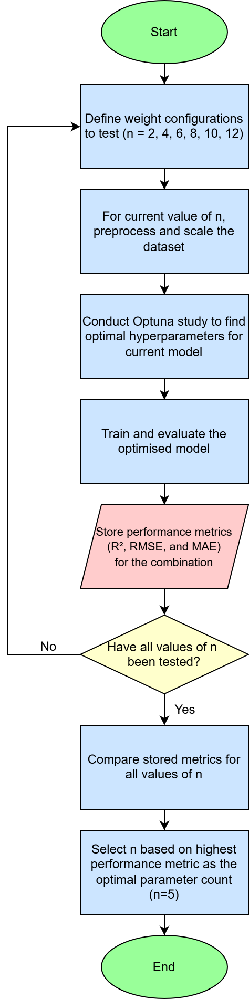 Start
Define weight configurations
to test (n = 2, 4, 6, 8, 10, 12)
For current value of n,
preprocess and scale the
dataset
Conduct Optuna study to find
optimal hyperparameters for
current model
Train and evaluate the
optimised model
Store performance metrics
(R², RMSE, and MAE)
for the combination
Have all values of n
been tested?
No
Yes
Compare stored metrics for
all values of n
Select n based on highest
performance metric as the
optimal parameter count
(n=5)
End